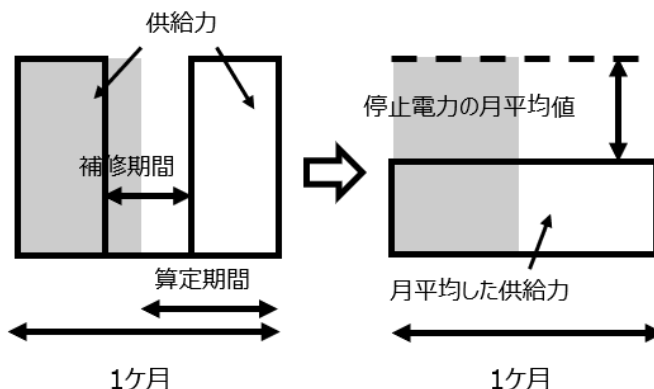 供給力
補修期間
算定期間
1ケ月
停止電力の月平均値
月平均した供給力
1ケ月